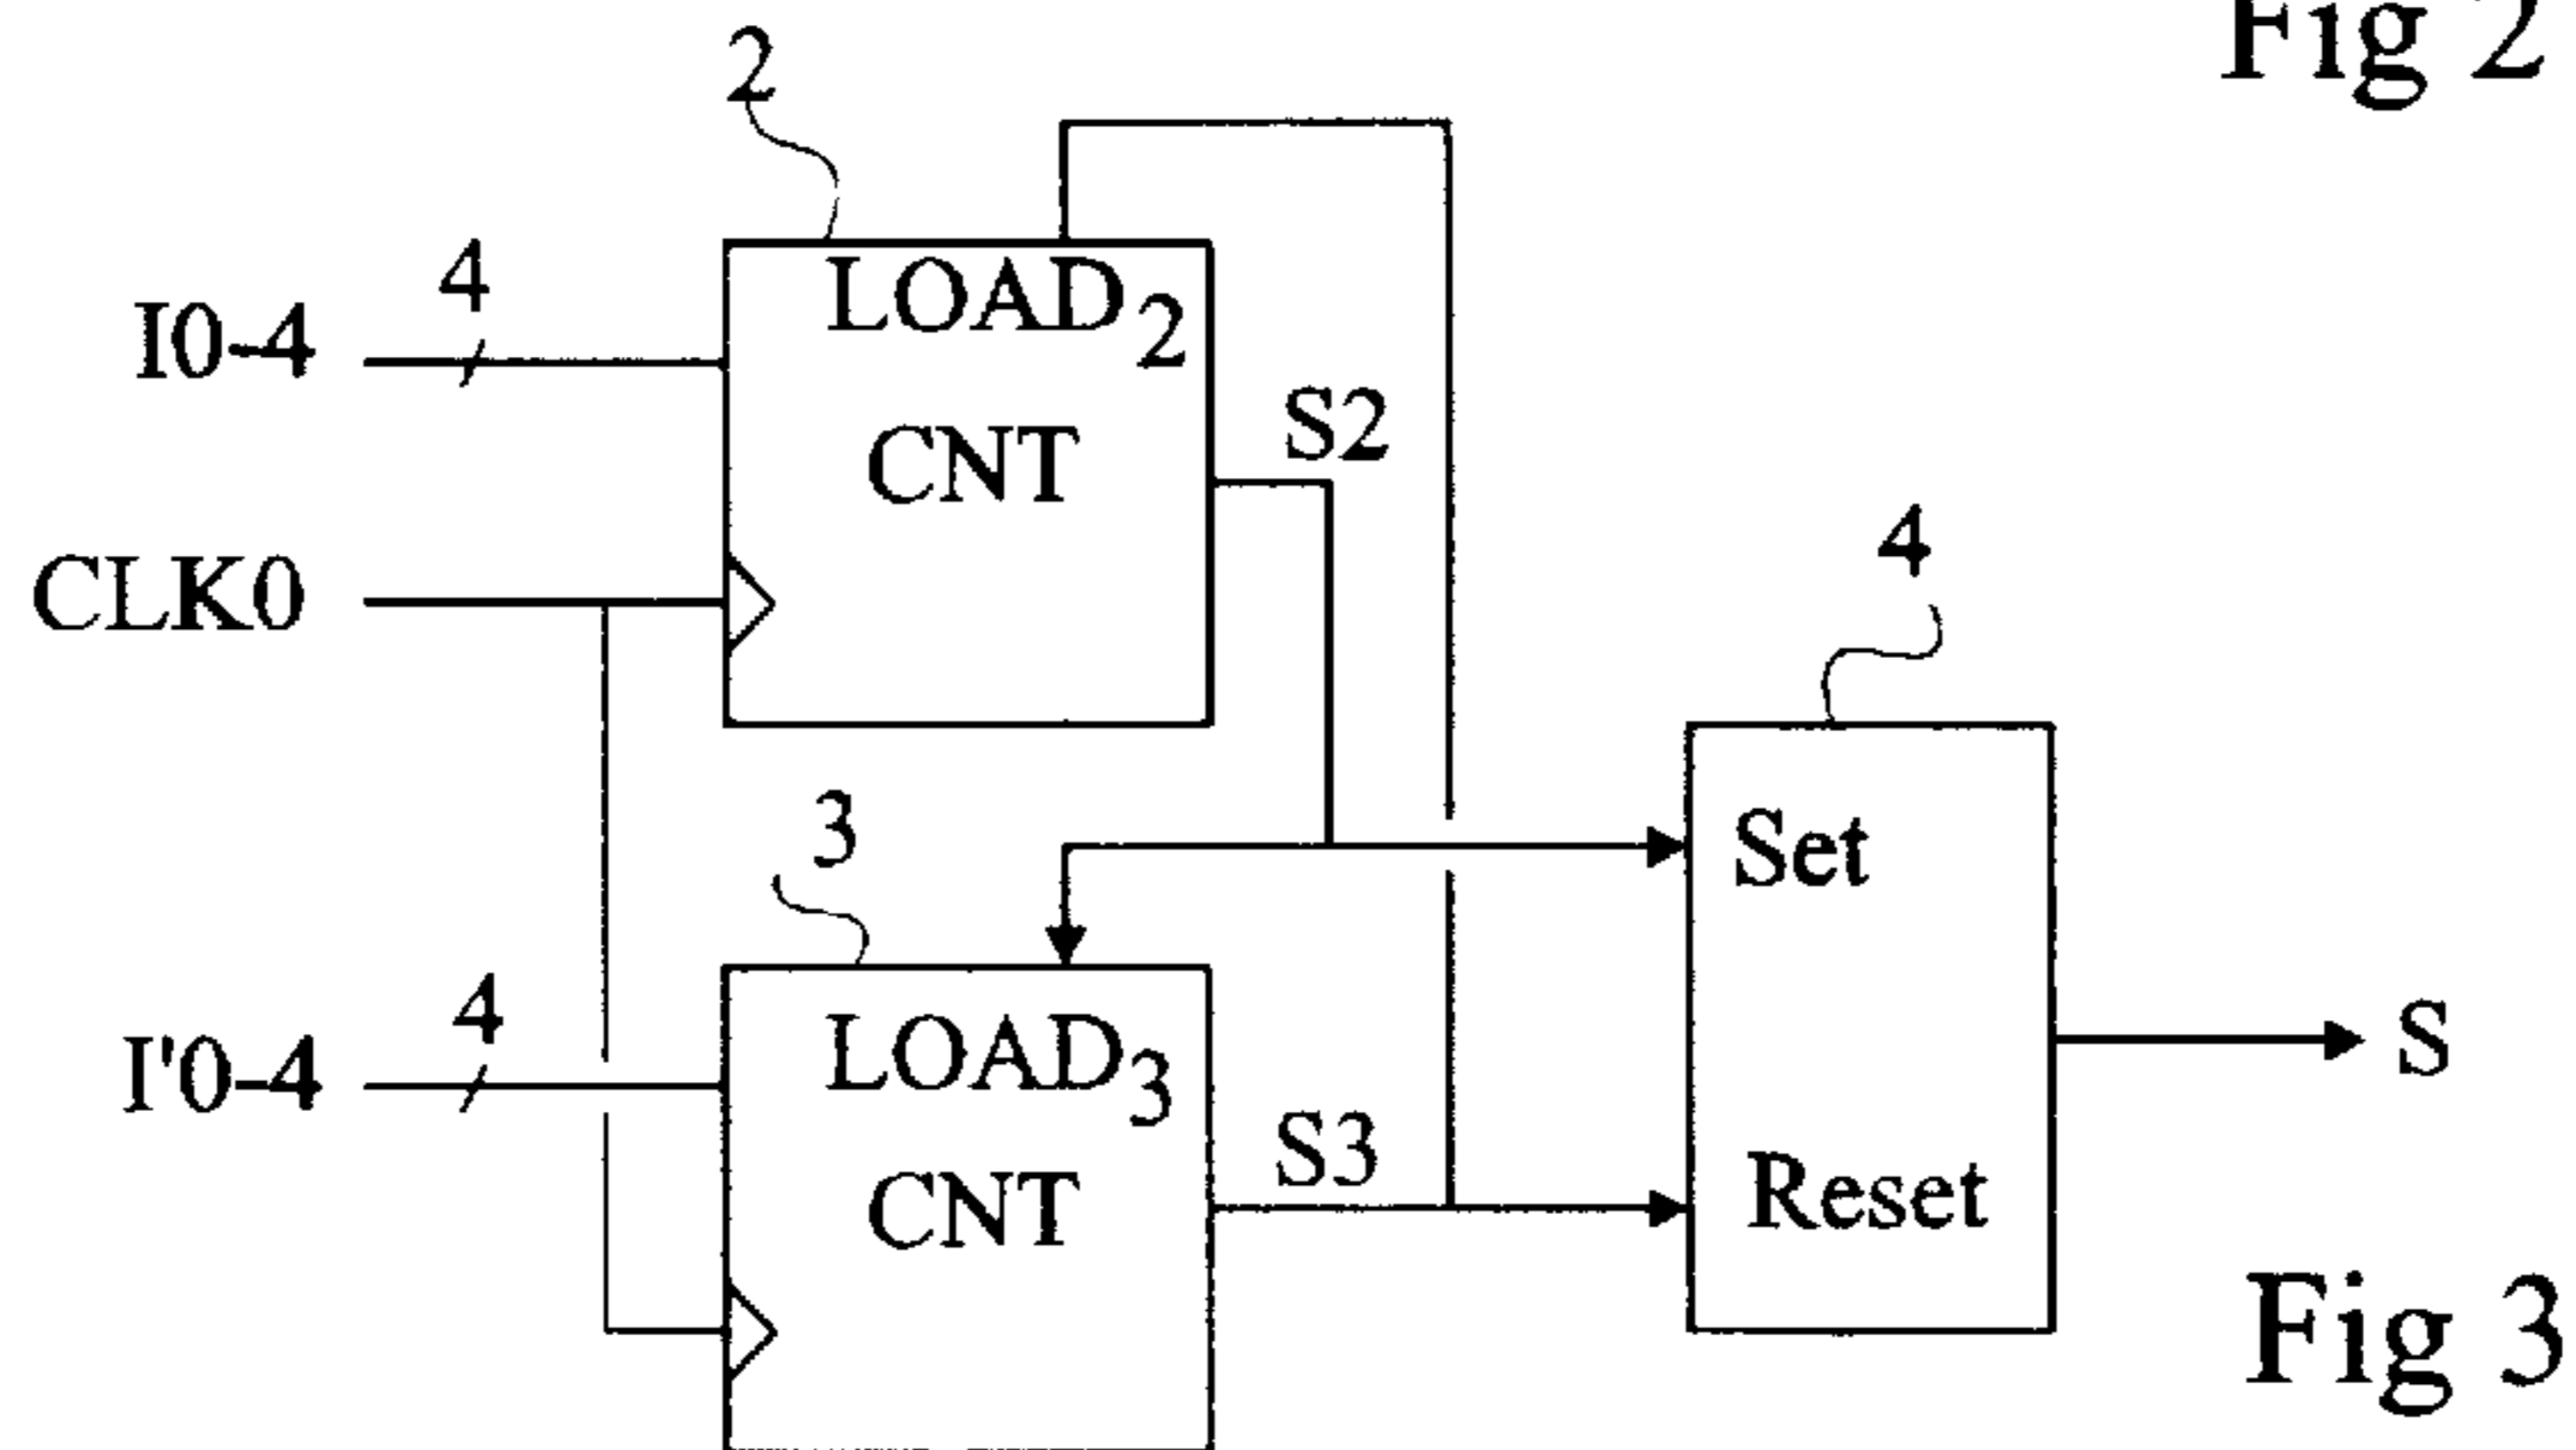 Fig 2
2
LOAD2
4
I0-4
CNT
S2
CLK0
4
3
Set
4
I'0-4
LOAD3
S
CNT
S3
Reset
Fig 3